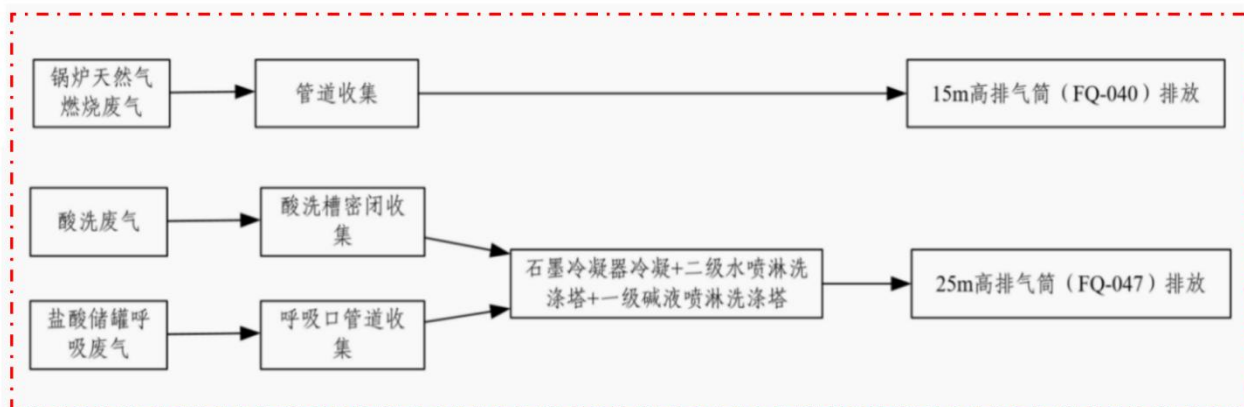 锅炉天然气
燃烧废气
管道收集
15m高排气筒（FQ-040）排放
酸洗废气
酸洗槽密闭收
集
石墨冷凝器冷凝+二级水喷淋洗
涤塔+一级碱液喷淋洗涤塔
25m高排气筒（FQ-047）排放
盐酸储罐呼
吸废气
呼吸口管道收
集